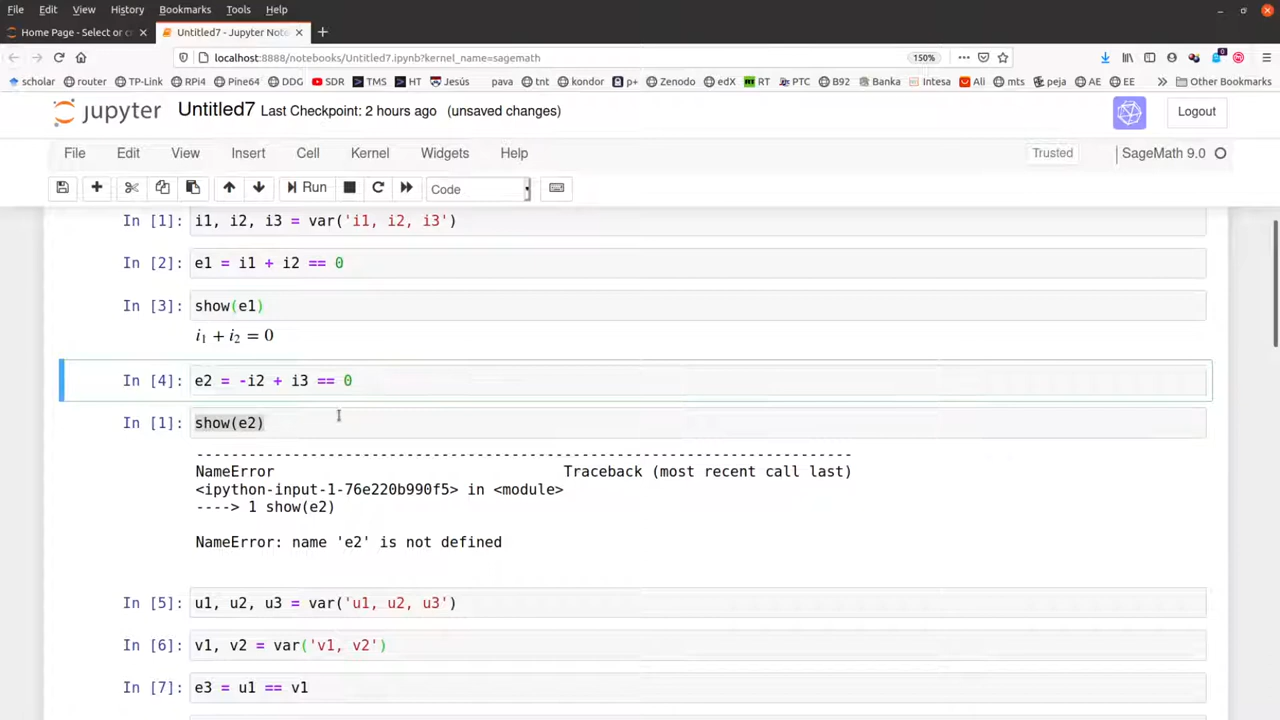 File Edit View History Bookmarks Tools Help
Home Page - Select or cr × Untitled7 - Jupyter Note × +
localhost:8888/notebooks/Untitled7.ipynb?kernel_name=sagemath 150%
scholar router TP-Link RPi4 Pine64 DDG SDR TMS HT Jesús pava tnt kondor p+ Zenodo edX RT PTC B92 Banka Intesa Ali mts peja AE EE Other Bookmarks
jupyter Untitled7 Last Checkpoint: 2 hours ago (unsaved changes) Logout
File Edit View Insert Cell Kernel Widgets Help Trusted SageMath 9.0
Run Code
In [1]: i1, i2, i3 = var('i1, i2, i3')
In [2]: e1 = i1 + i2 == 0
In [3]: show(e1)
i₁ + i₂ = 0
In [4]: e2 = -i2 + i3 == 0
In [1]: show(e2)
---------------------------------------------------------------------------
NameError Traceback (most recent call last)
<ipython-input-1-76e220b990f5> in <module>
----> 1 show(e2)
NameError: name 'e2' is not defined
In [5]: u1, u2, u3 = var('u1, u2, u3')
In [6]: v1, v2 = var('v1, v2')
In [7]: e3 = u1 == v1